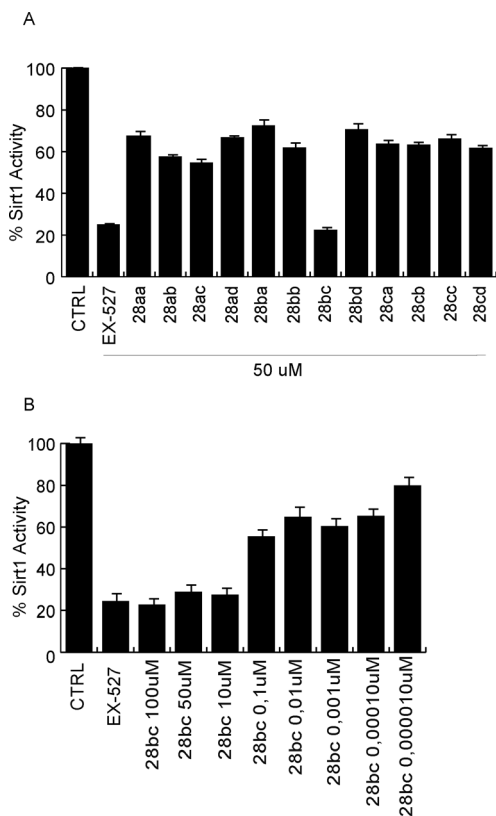 A
% Sirt1 Activity
100
80
60
40
20
0
CTRL
EX-527
28aa
28ab
28ac
28ad
28ba
28bb
28bc
28bd
28ca
28cb
28cc
28cd
50 uM
B
% Sirt1 Activity
100
80
60
40
20
0
CTRL
EX-527
28bc 100uM
28bc 50uM
28bc 10uM
28bc 0,1uM
28bc 0,01uM
28bc 0,001uM
28bc 0,00010uM
28bc 0,000010uM